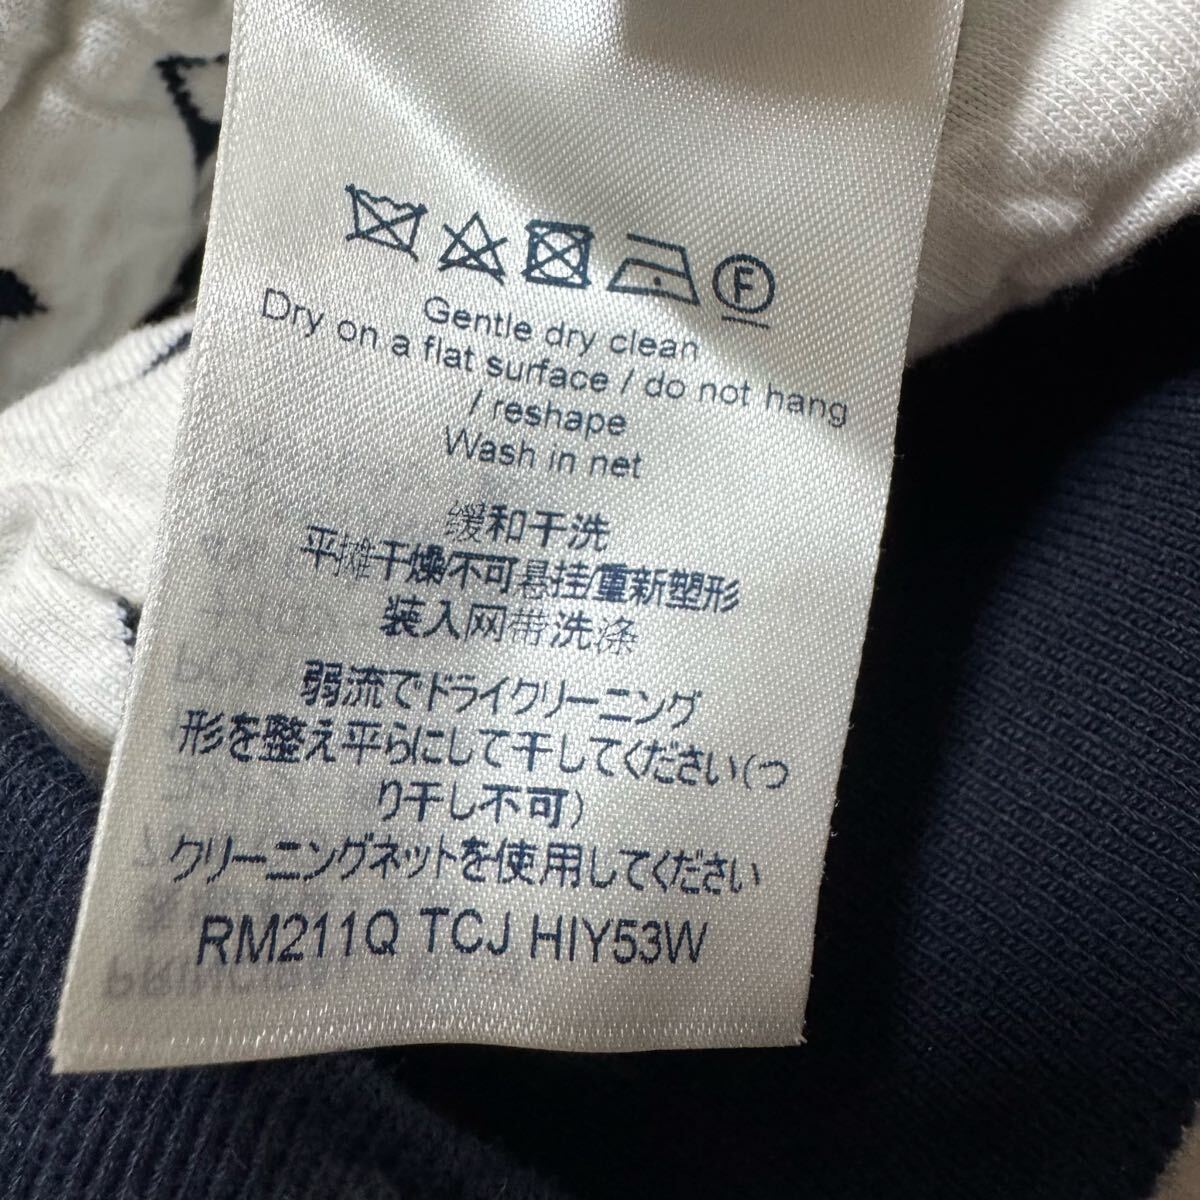 F
Gentle dry clean
Dry on a flat surface / do not hang
/ reshape
Wash in net
缓和干洗
平摊干燥/不可悬挂/重新塑形
装入网带洗涤
弱流でドライクリーニング
形を整え平らにして干してください(つ
り干し不可)
クリーニングネットを使用してください
RM211Q TCJ HIY53W